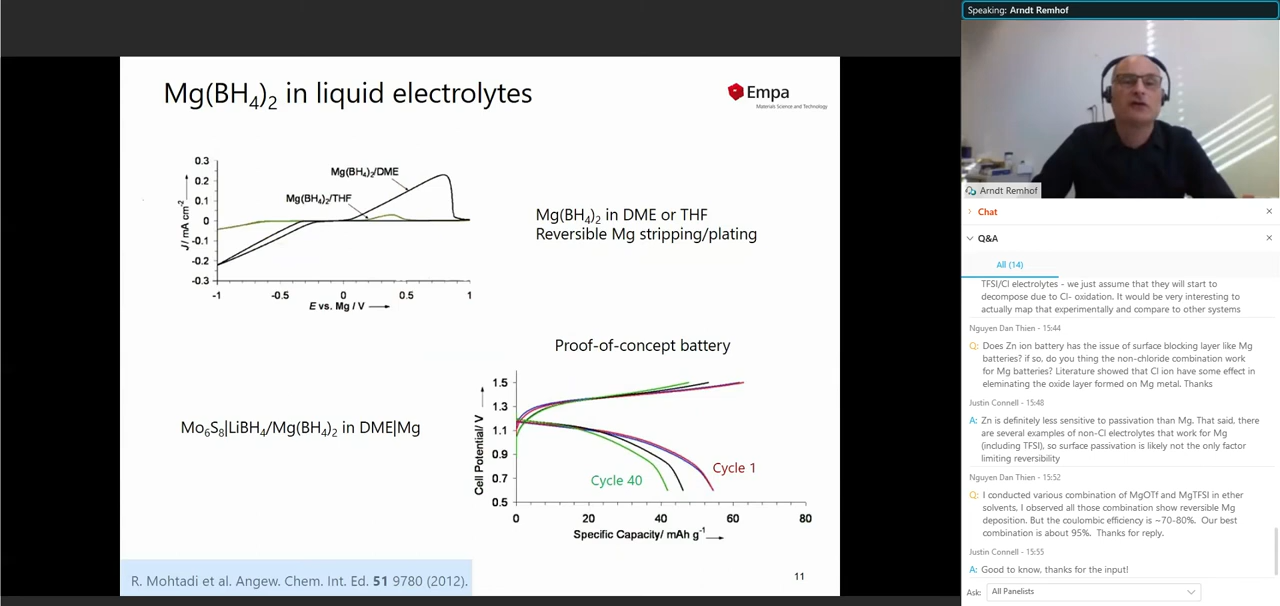 Mg(BH4)2 in liquid electrolytes
Empa
Materials Science and Technology
0.3
0.2
0.1
0
-0.1
-0.2
-0.3
J/ mA cm-2
Mg(BH4)2/DME
Mg(BH4)2/THF
-1
-0.5
0
0.5
1
E vs. Mg / V
Mg(BH4)2 in DME or THF
Reversible Mg stripping/plating
Proof-of-concept battery
Mo6S8|LiBH4/Mg(BH4)2 in DME|Mg
1.5
1.3
1.1
0.9
0.7
0.5
Cell Potential/ V
Cycle 1
Cycle 40
0
20
40
60
80
Specific Capacity/ mAh g-1
R. Mohtadi et al. Angew. Chem. Int. Ed. 51 9780 (2012).
11
Speaking: Arndt Remhof
Arndt Remhof
Chat
Q&A
All (14)
TFSI/Cl electrolytes - we just assume that they will start to
decompose due to Cl- oxidation. It would be very interesting to
actually map that experimentally and compare to other systems
Nguyen Dan Thien - 15:44
Q: Does Zn ion battery has the issue of surface blocking layer like Mg
batteries? if so, do you thing the non-chloride combination work
for Mg batteries? Literature showed that Cl ion have some effect in
eleminating the oxide layer formed on Mg metal. Thanks
Justin Connell - 15:48
A: Zn is definitely less sensitive to passivation than Mg. That said, there
are several examples of non-Cl electrolytes that work for Mg
(including TFSI), so surface passivation is likely not the only factor
limiting reversibility
Nguyen Dan Thien - 15:52
Q: I conducted various combination of MgOTf and MgTFSI in ether
solvents, I observed all those combination show reversible Mg
deposition. But the coulombic efficiency is ~70-80%. Our best
combination is about 95%. Thanks for reply.
Justin Connell - 15:55
A: Good to know, thanks for the input!
Ask: All Panelists